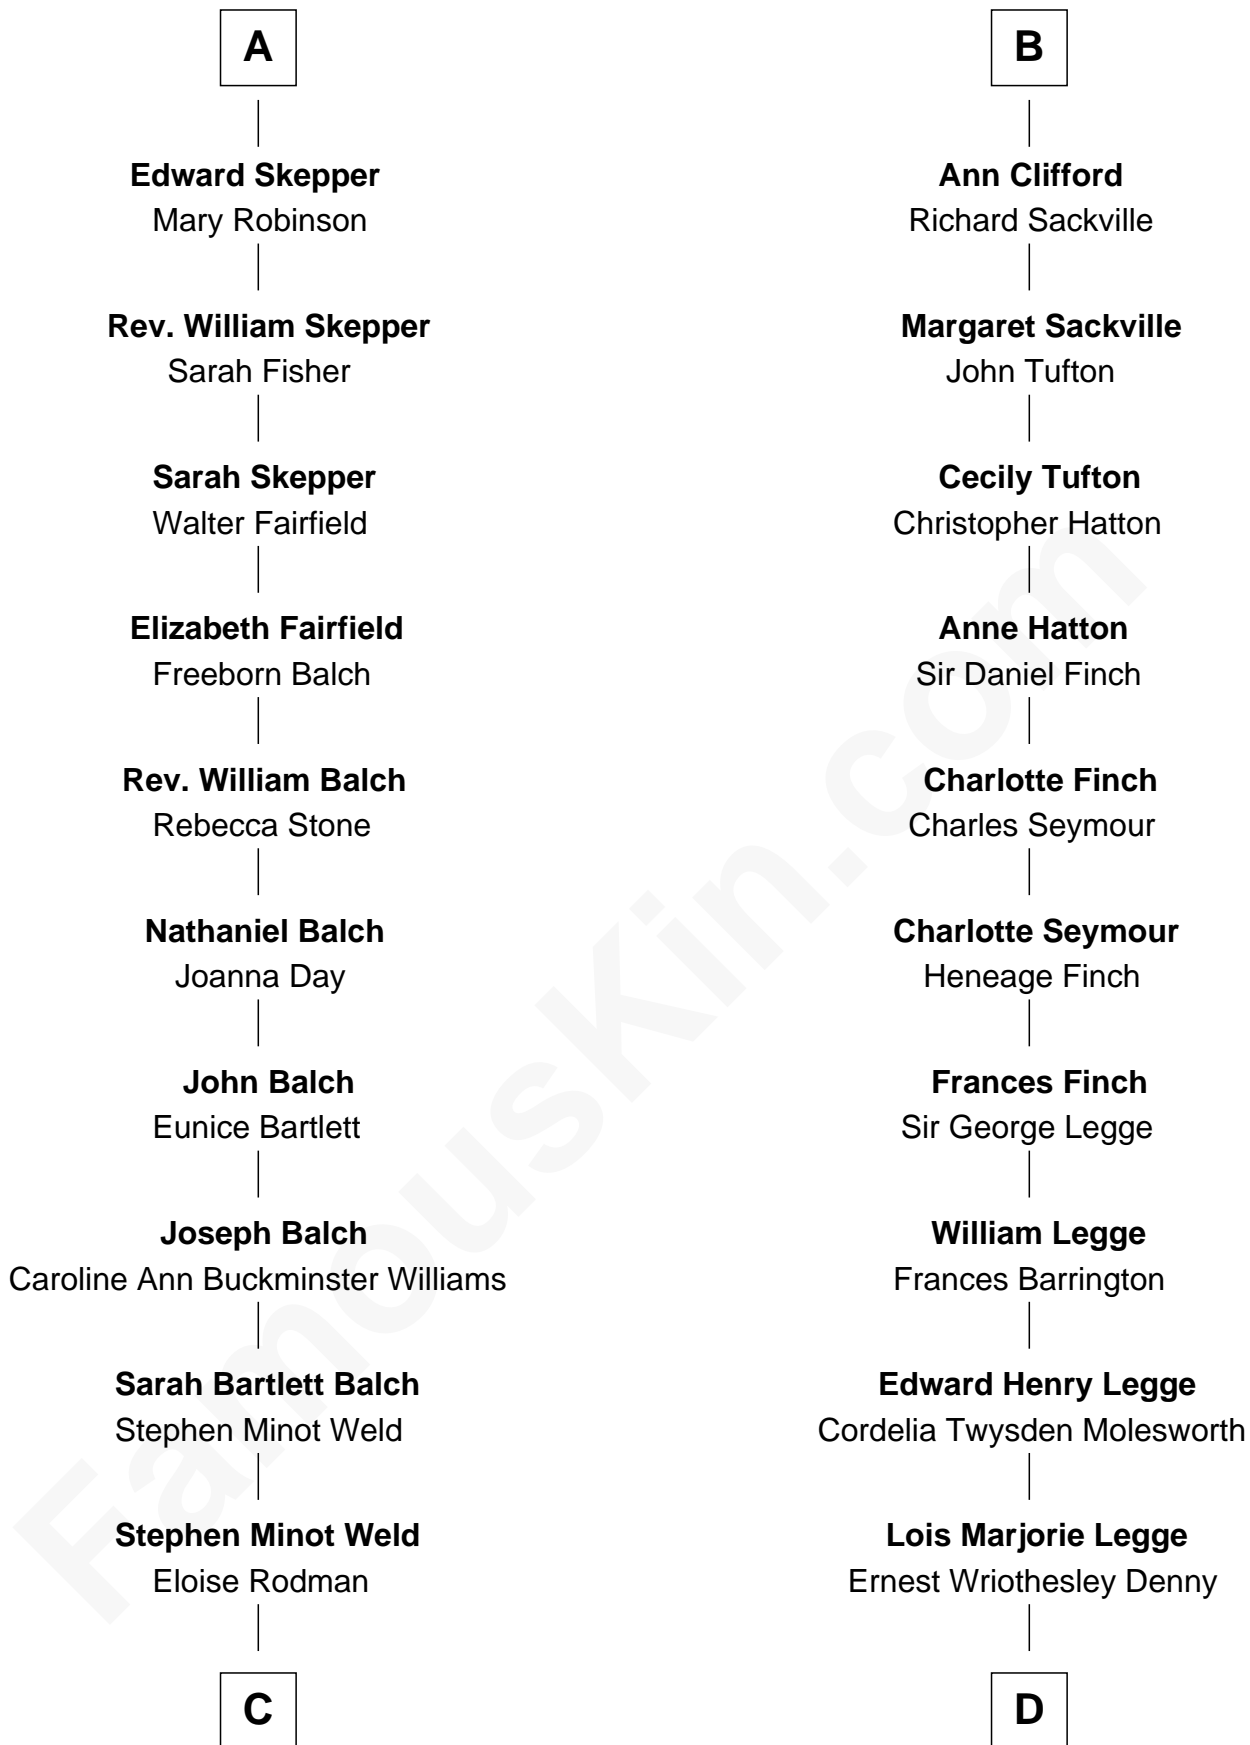 A
Edward Skepper
Mary Robinson
Rev. William Skepper
Sarah Fisher
Sarah Skepper
Walter Fairfield
Elizabeth Fairfield
Freeborn Balch
Rev. William Balch
Rebecca Stone
Nathaniel Balch
Joanna Day
John Balch
Eunice Bartlett
Joseph Balch
Caroline Ann Buckminster Williams
Sarah Bartlett Balch
Stephen Minot Weld
Stephen Minot Weld
Eloise Rodman
C
B
Ann Clifford
Richard Sackville
Margaret Sackville
John Tufton
Cecily Tufton
Christopher Hatton
Anne Hatton
Sir Daniel Finch
Charlotte Finch
Charles Seymour
Charlotte Seymour
Heneage Finch
Frances Finch
Sir George Legge
William Legge
Frances Barrington
Edward Henry Legge
Cordelia Twysden Molesworth
Lois Marjorie Legge
Ernest Wriothesley Denny
D
FamousKin.com